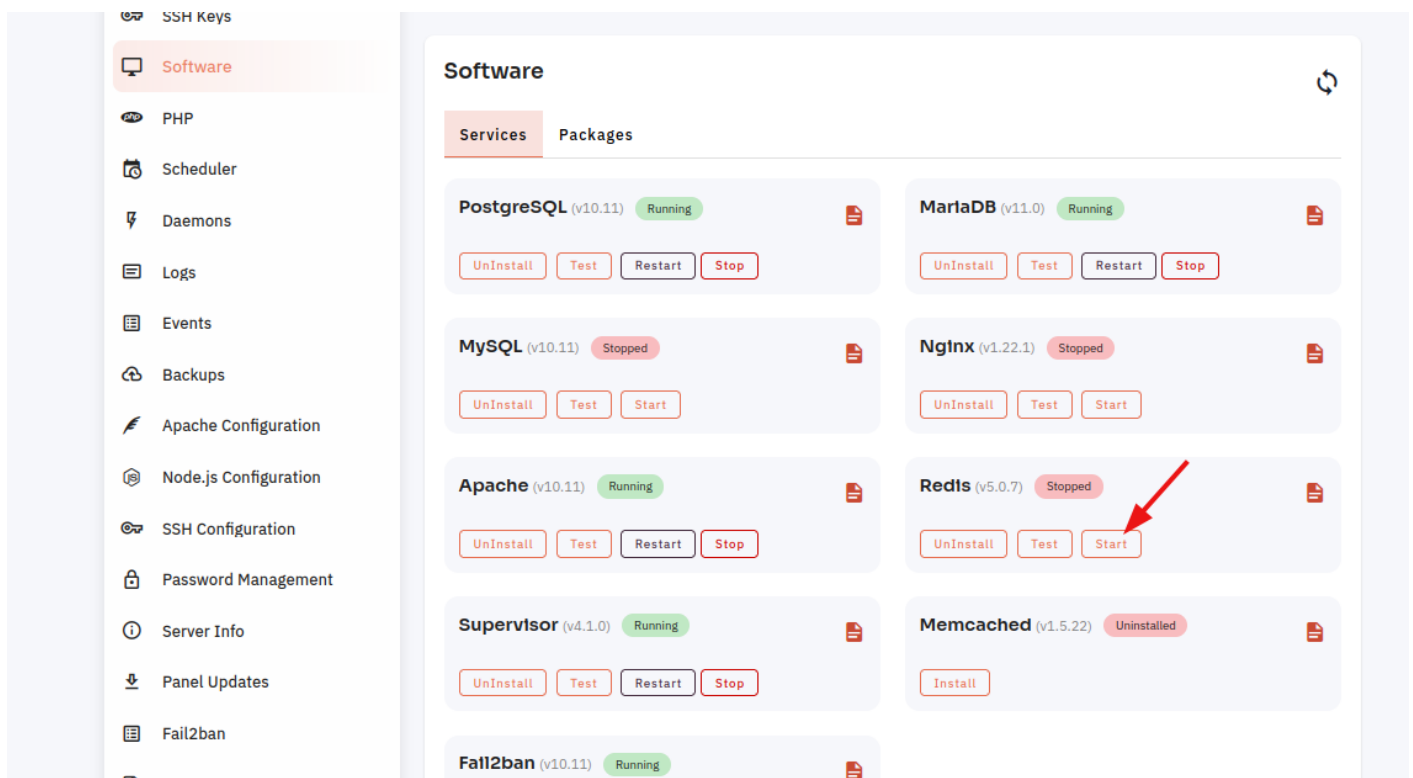 SSH Keys
Software
PHP
Scheduler
Daemons
Logs
Events
Backups
Apache Configuration
Node.js Configuration
SSH Configuration
Password Management
Server Info
Panel Updates
Fail2ban
Software
Services Packages
PostgreSQL (v10.11) Running
UnInstall Test Restart Stop
MariaDB (v11.0) Running
UnInstall Test Restart Stop
MySQL (v10.11) Stopped
UnInstall Test Start
Nginx (v1.22.1) Stopped
UnInstall Test Start
Apache (v10.11) Running
UnInstall Test Restart Stop
Redis (v5.0.7) Stopped
UnInstall Test Start
Supervisor (v4.1.0) Running
UnInstall Test Restart Stop
Memcached (v1.5.22) Uninstalled
Install
Fail2ban (v10.11) Running